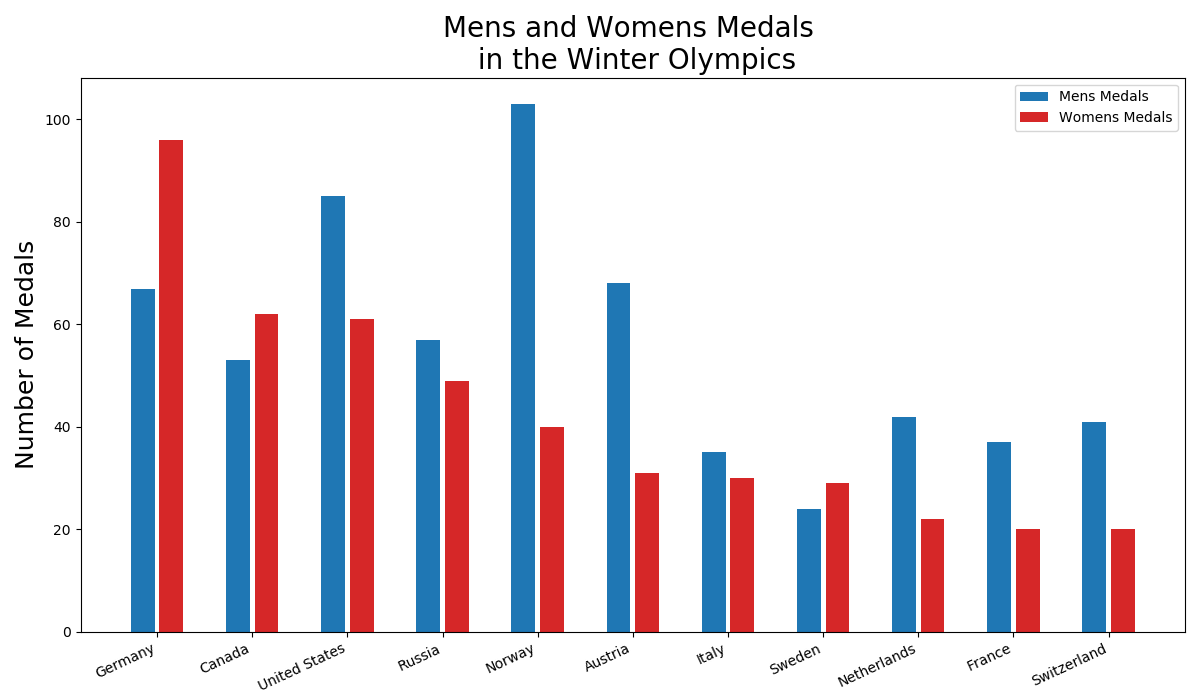 Mens and Womens Medals
in the Winter Olympics
Mens Medals
Womens Medals
Number of Medals
100
80
60
40
20
0
Germany
Canada
United States
Russia
Norway
Austria
Italy
Sweden
Netherlands
France
Switzerland